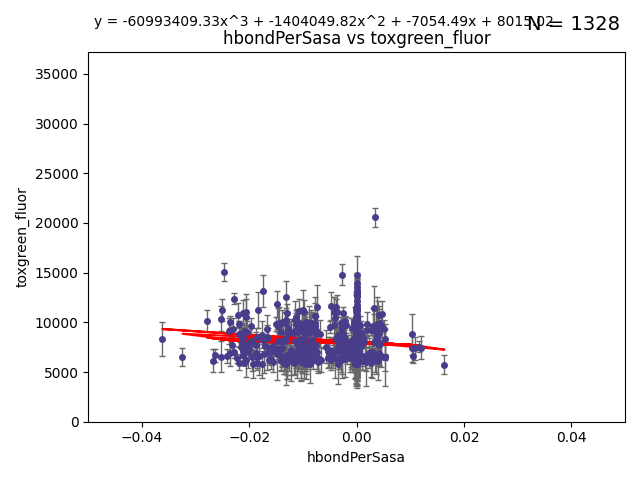 y = -60993409.33x^3 + -1404049.82x^2 + -7054.49x + 8015.02
N = 1328
hbondPerSasa vs toxgreen_fluor
35000
30000
25000
20000
15000
10000
5000
0
toxgreen_fluor
-0.04
-0.02
0.00
0.02
0.04
hbondPerSasa